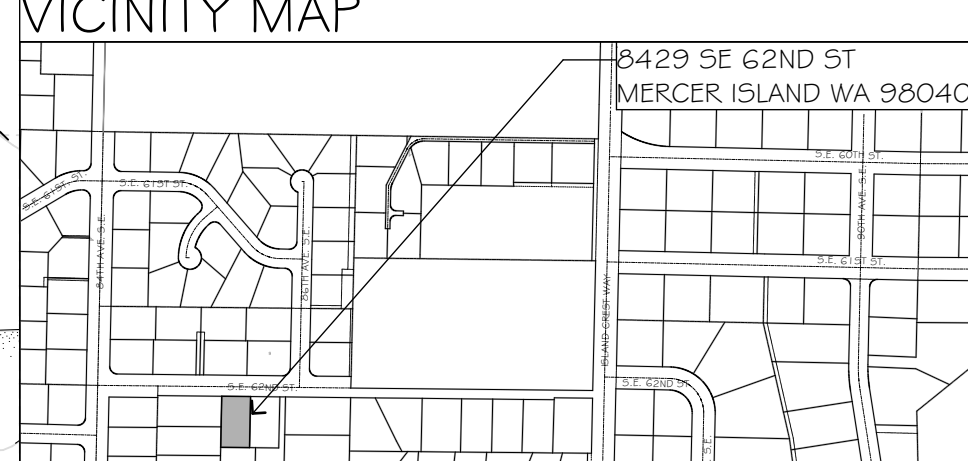 VICINITY MAP
8429 SE 62ND ST
MERCER ISLAND WA 98040
S.E. 60TH ST.
S.E. 61ST ST.
S.E. 61ST ST.
90TH AVE. S.E.
84TH AVE. S.E.
86TH AVE. S.E.
S.E. 61ST ST.
ISLAND CREST WAY
S.E. 62ND ST.
S.E. 62ND ST.
S.E.